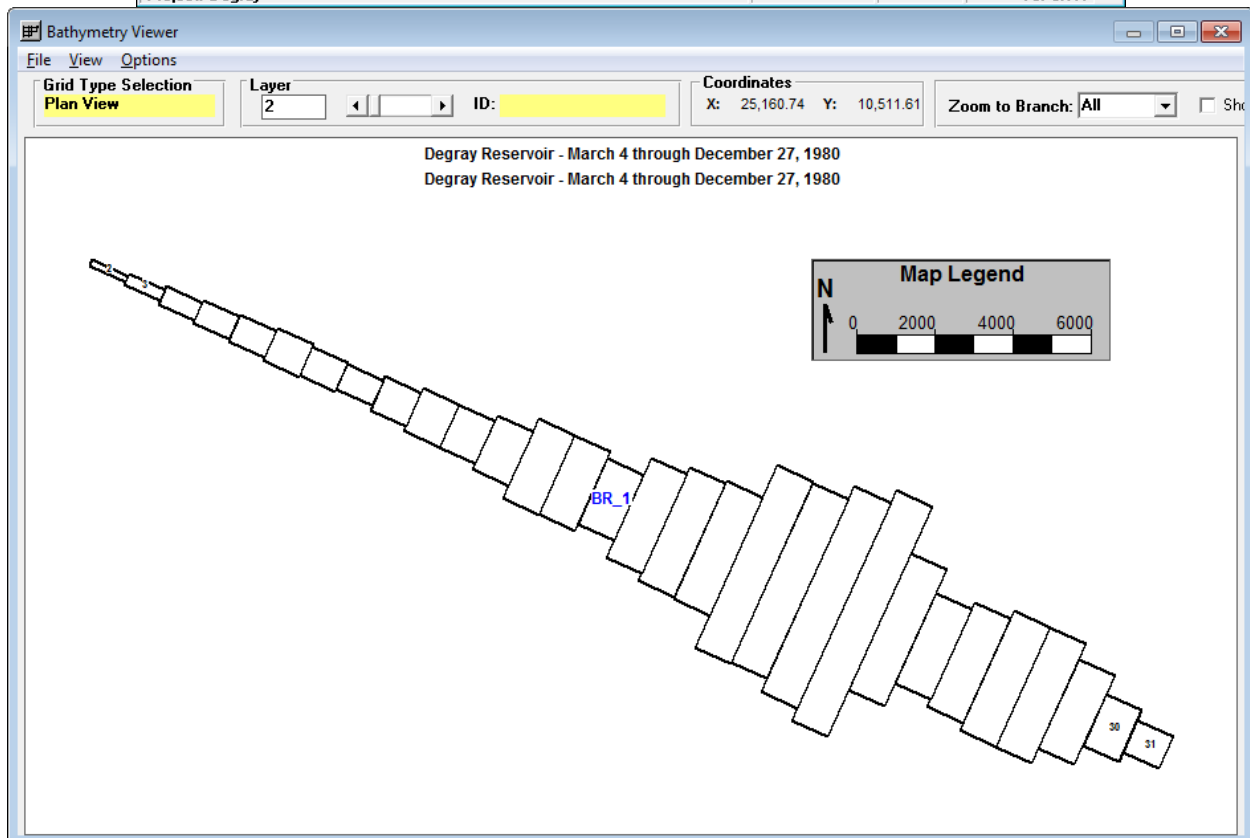 Bathymetry Viewer
File View Options
Grid Type Selection
Plan View
Layer
2
ID:
Coordinates
X: 25,160.74 Y: 10,511.61
Zoom to Branch: All
Sho
Degray Reservoir - March 4 through December 27, 1980
Degray Reservoir - March 4 through December 27, 1980
Map Legend
N
0 2000 4000 6000
2
3
BR_1
30
31